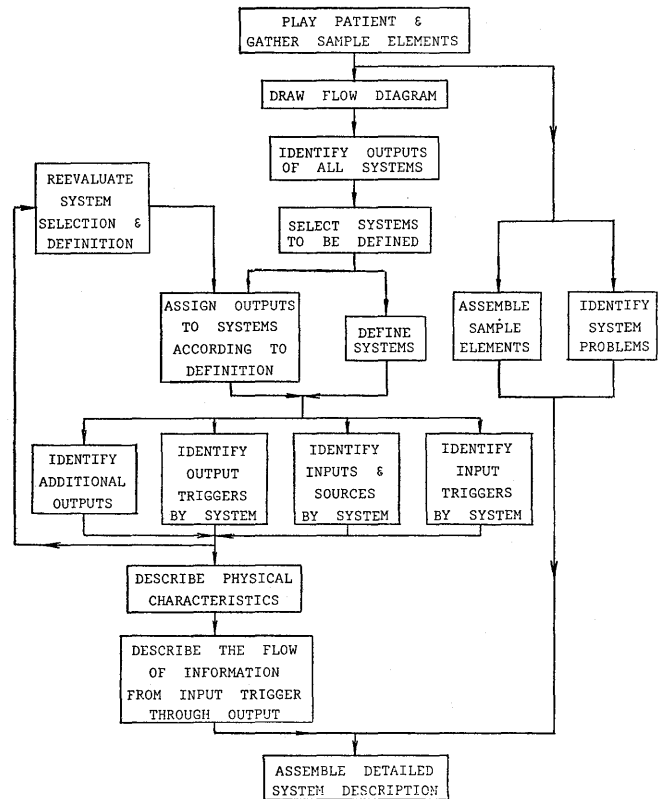 PLAY PATIENT &
GATHER SAMPLE ELEMENTS
DRAW FLOW DIAGRAM
IDENTIFY OUTPUTS
OF ALL SYSTEMS
REEVALUATE
SYSTEM
SELECTION &
DEFINITION
SELECT SYSTEMS
TO BE DEFINED
ASSIGN OUTPUTS
TO SYSTEMS
ACCORDING TO
DEFINITION
DEFINE
SYSTEMS
ASSEMBLE
SAMPLE
ELEMENTS
IDENTIFY
SYSTEM
PROBLEMS
IDENTIFY
ADDITIONAL
OUTPUTS
IDENTIFY
OUTPUT
TRIGGERS
BY SYSTEM
IDENTIFY
INPUTS &
SOURCES
BY SYSTEM
IDENTIFY
INPUT
TRIGGERS
BY SYSTEM
DESCRIBE PHYSICAL
CHARACTERISTICS
DESCRIBE THE FLOW
OF INFORMATION
FROM INPUT TRIGGER
THROUGH OUTPUT
ASSEMBLE DETAILED
SYSTEM DESCRIPTION